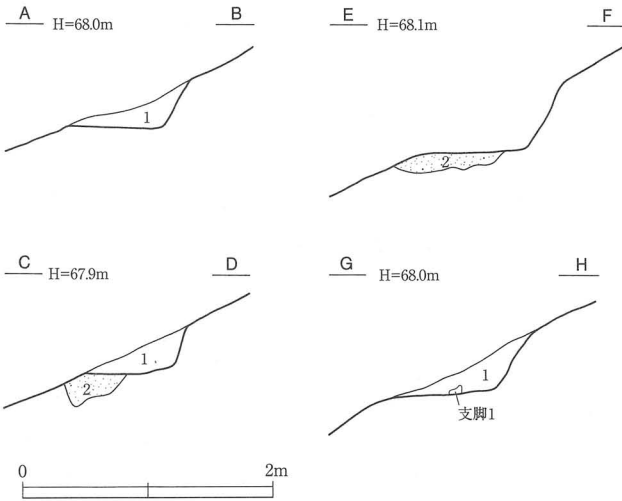 A B
H=68.0m
1
E F
H=68.1m
2
C D
H=67.9m
1
2
G H
H=68.0m
1
支脚1
0 2m